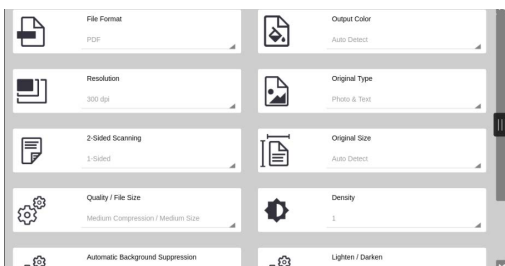 File Format
PDF
Output Color
Auto Detect
Resolution
300 dpi
Original Type
Photo & Text
2-Sided Scanning
1-Sided
Original Size
Auto Detect
Quality / File Size
Medium Compression / Medium Size
Density
1
Automatic Background Suppression
Lighten / Darken